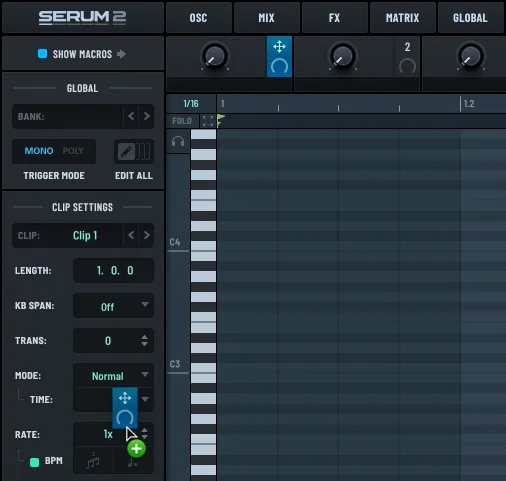 SERUM 2
OSC
MIX
FX
MATRIX
GLOBAL
SHOW MACROS
2
GLOBAL
BANK:
MONO
POLY
TRIGGER MODE
EDIT ALL
CLIP SETTINGS
CLIP:
Clip 1
LENGTH:
1. 0. 0
KB SPAN:
Off
TRANS:
0
MODE:
Normal
TIME:
RATE:
1x
BPM
1/16
1
1.2
FOLD
C4
C3